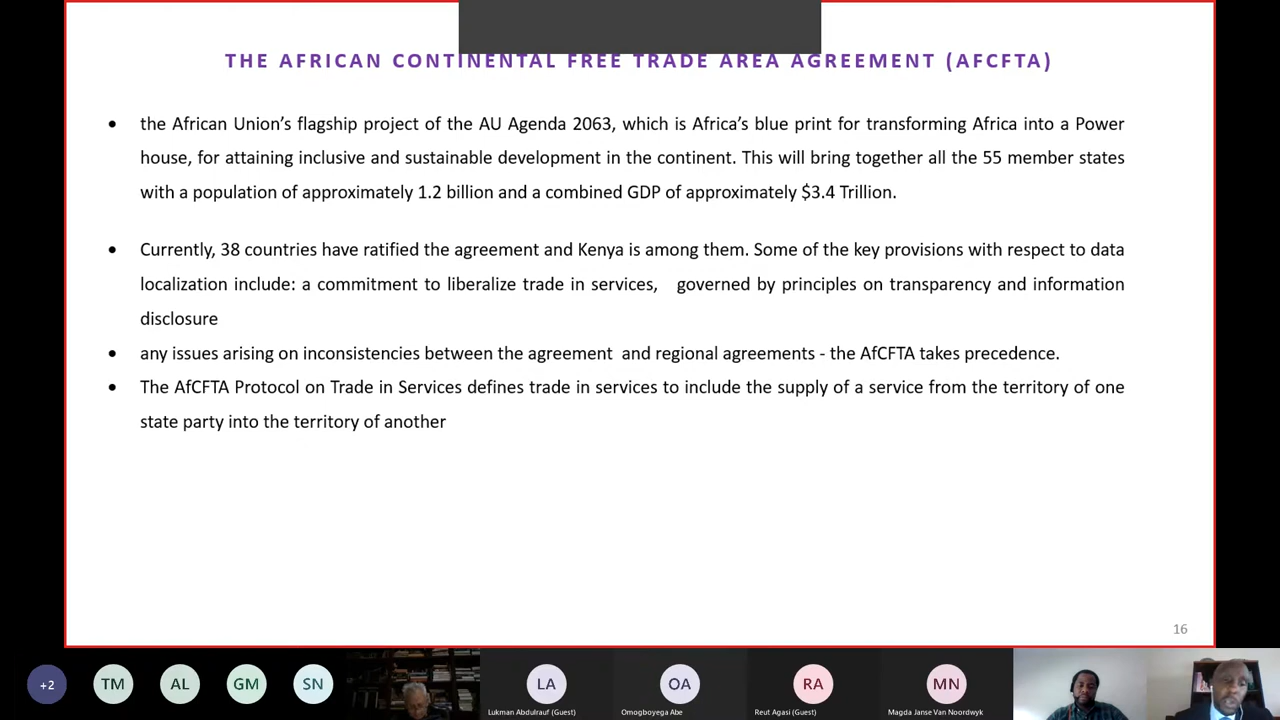 THE AFRICAN CONTINENTAL FREE TRADE AREA AGREEMENT (AFCFTA)
• the African Union’s flagship project of the AU Agenda 2063, which is Africa’s blue print for transforming Africa into a Power
house, for attaining inclusive and sustainable development in the continent. This will bring together all the 55 member states
with a population of approximately 1.2 billion and a combined GDP of approximately $3.4 Trillion.
• Currently, 38 countries have ratified the agreement and Kenya is among them. Some of the key provisions with respect to data
localization include: a commitment to liberalize trade in services, governed by principles on transparency and information
disclosure
• any issues arising on inconsistencies between the agreement and regional agreements - the AfCFTA takes precedence.
• The AfCFTA Protocol on Trade in Services defines trade in services to include the supply of a service from the territory of one
state party into the territory of another
16
+2 TM AL GM SN LA OA RA MN
Lukman Abdulrauf (Guest) Omogboyega Abe Reut Agasi (Guest) Magda Janse Van Noordwyk